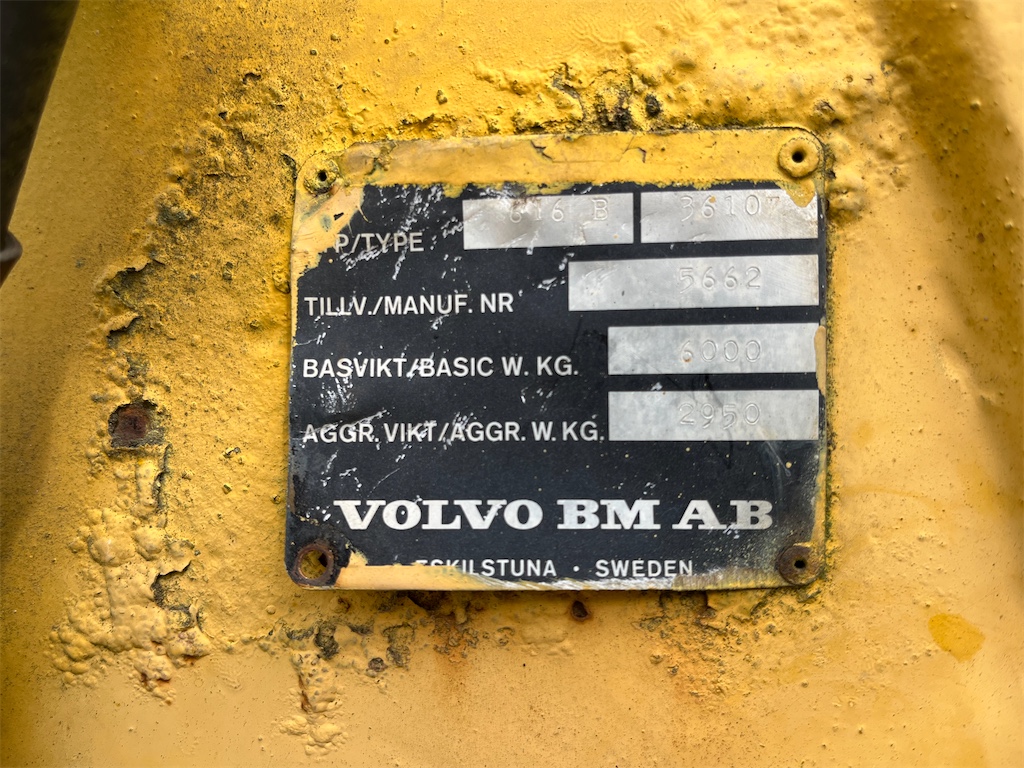 P/TYPE 616 B 36107
TILLV./MANUF. NR 5662
BASVIKT/BASIC W. KG. 6000
AGGR. VIKT/AGGR. W. KG. 2950
VOLVO BM AB
ESKILSTUNA · SWEDEN